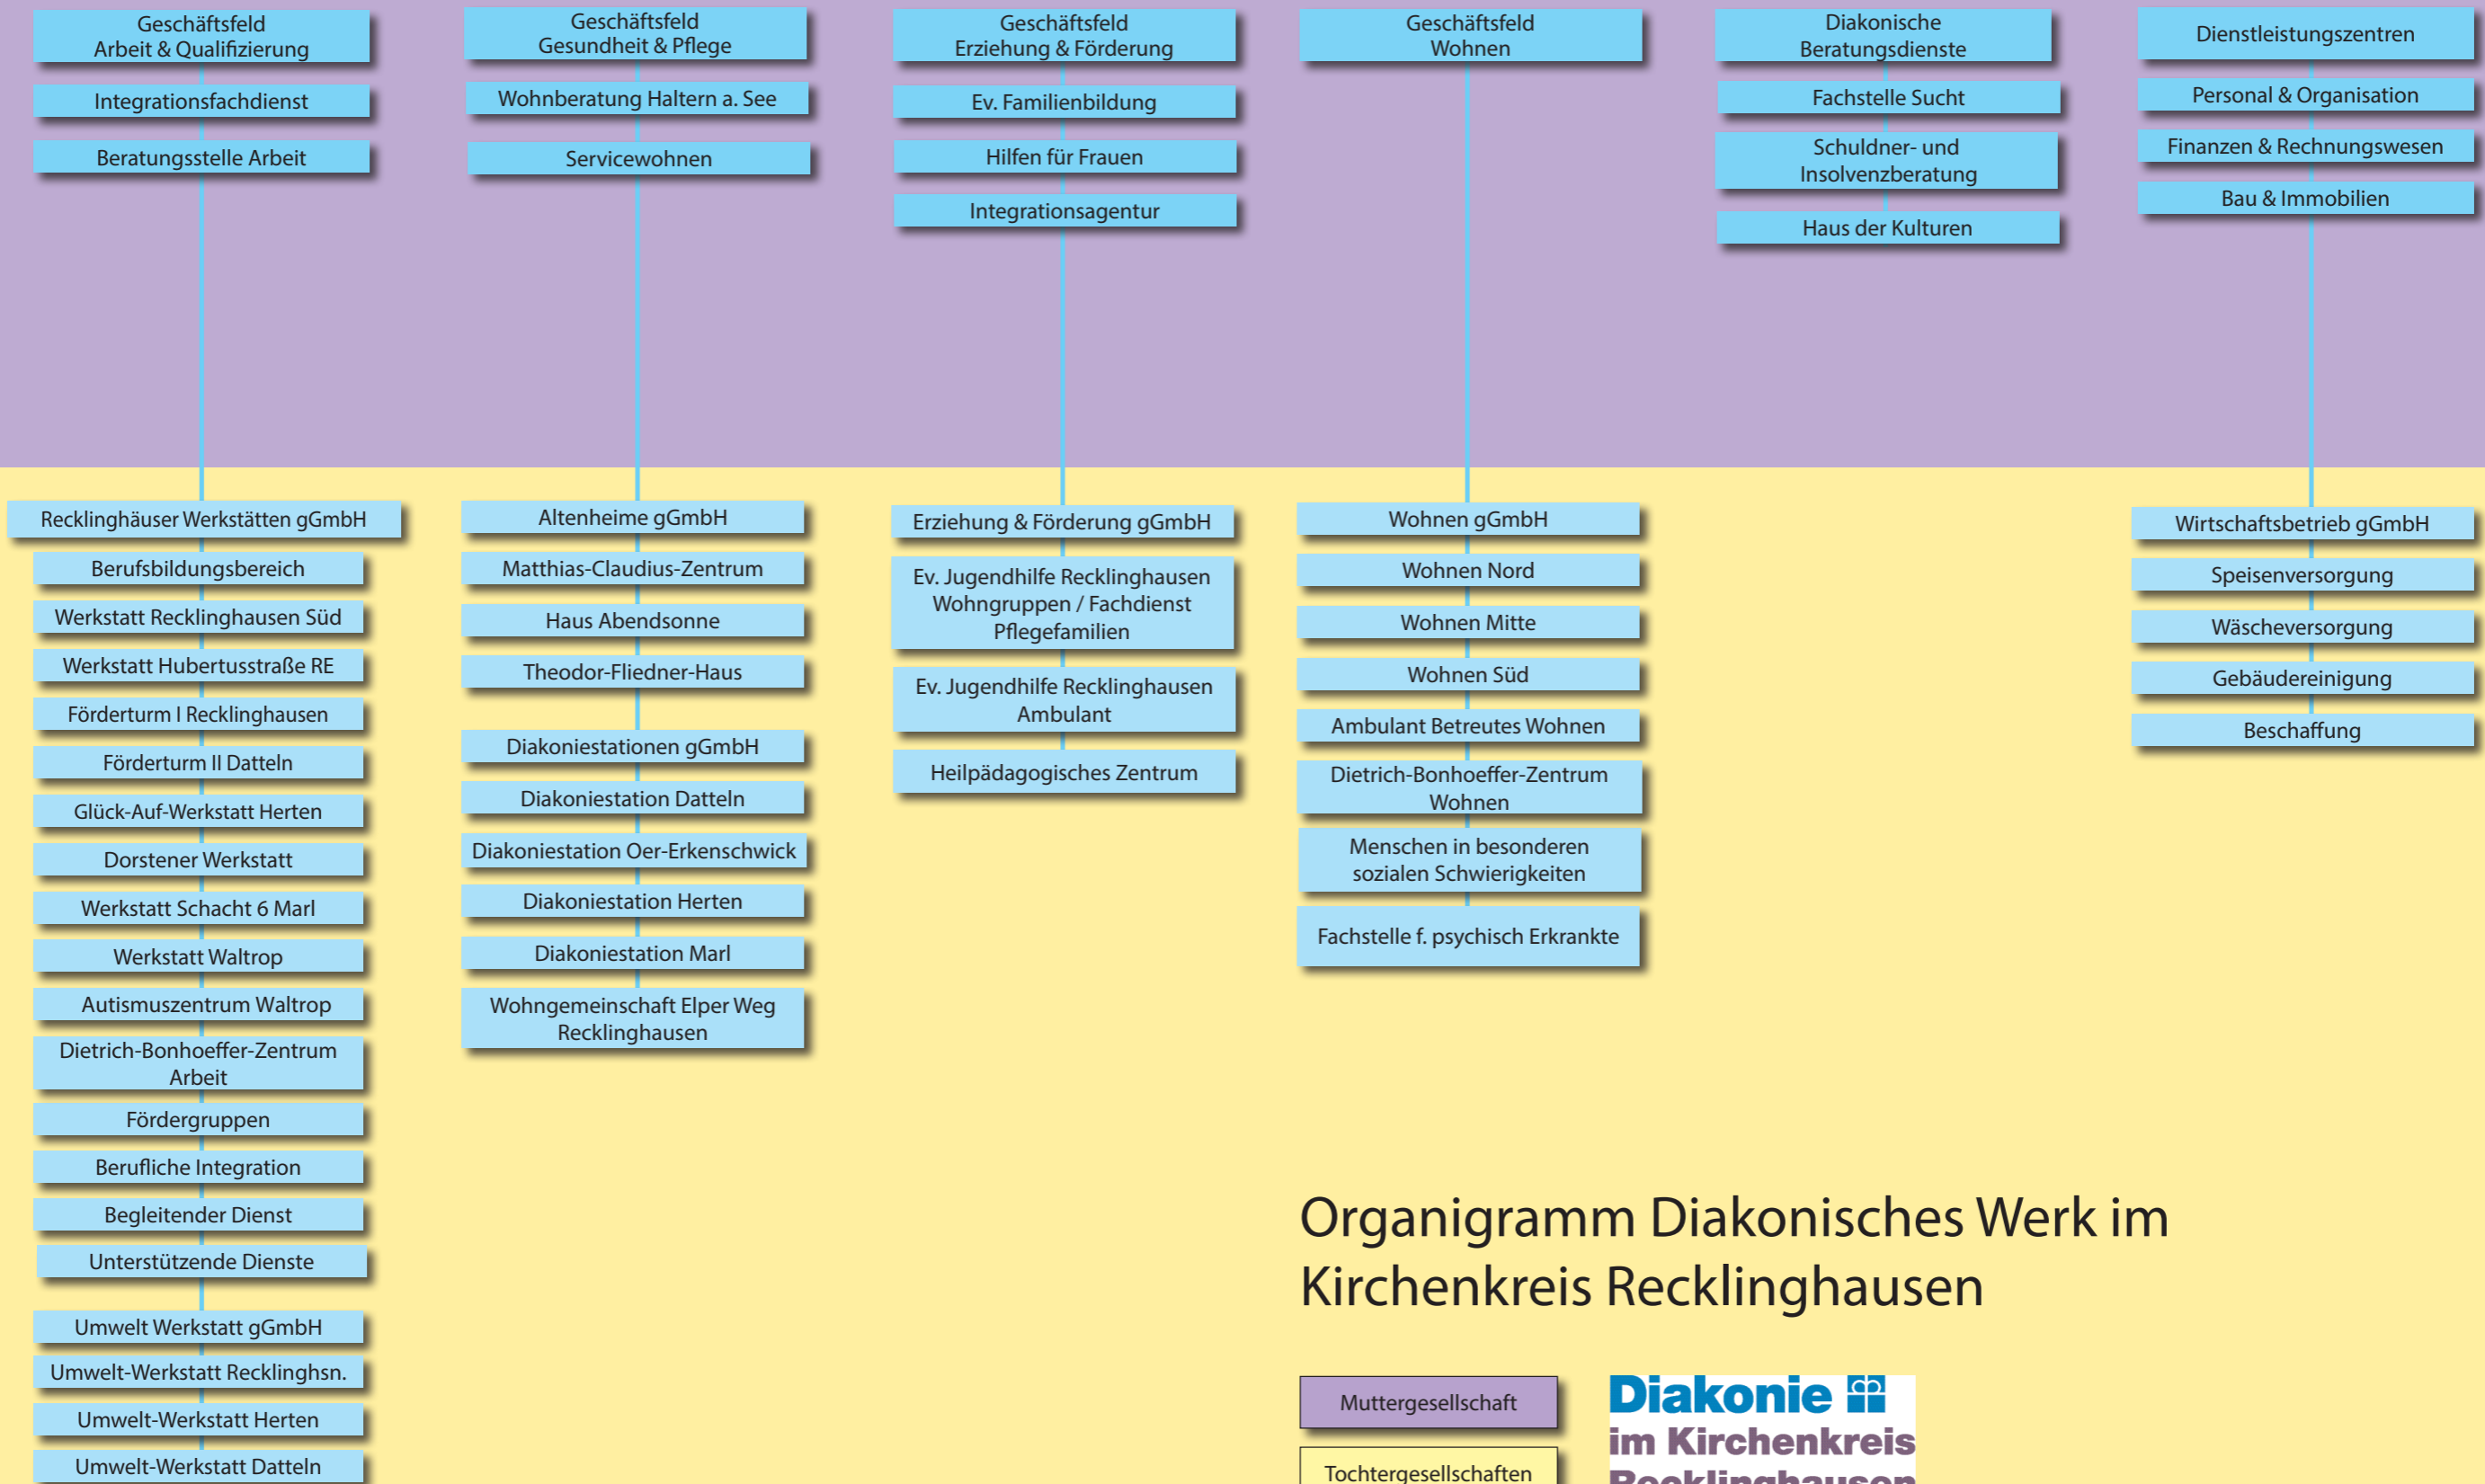 Geschäftsfeld
Arbeit & Qualifizierung
Integrationsfachdienst
Beratungsstelle Arbeit
Geschäftsfeld
Gesundheit & Pflege
Wohnberatung Haltern a. See
Servicewohnen
Geschäftsfeld
Erziehung & Förderung
Ev. Familienbildung
Hilfen für Frauen
Integrationsagentur
Geschäftsfeld
Wohnen
Diakonische
Beratungsdienste
Fachstelle Sucht
Schuldner- und
Insolvenzberatung
Haus der Kulturen
Dienstleistungszentren
Personal & Organisation
Finanzen & Rechnungswesen
Bau & Immobilien
Recklinghäuser Werkstätten gGmbH
Berufsbildungsbereich
Werkstatt Recklinghausen Süd
Werkstatt Hubertusstraße RE
Förderturm I Recklinghausen
Förderturm II Datteln
Glück-Auf-Werkstatt Herten
Dorstener Werkstatt
Werkstatt Schacht 6 Marl
Werkstatt Waltrop
Autismuszentrum Waltrop
Dietrich-Bonhoeffer-Zentrum
Arbeit
Fördergruppen
Berufliche Integration
Begleitender Dienst
Unterstützende Dienste
Umwelt Werkstatt gGmbH
Umwelt-Werkstatt Recklinghsn.
Umwelt-Werkstatt Herten
Umwelt-Werkstatt Datteln
Altenheime gGmbH
Matthias-Claudius-Zentrum
Haus Abendsonne
Theodor-Fliedner-Haus
Diakoniestationen gGmbH
Diakoniestation Datteln
Diakoniestation Oer-Erkenschwick
Diakoniestation Herten
Diakoniestation Marl
Wohngemeinschaft Elper Weg
Recklinghausen
Erziehung & Förderung gGmbH
Ev. Jugendhilfe Recklinghausen
Wohngruppen / Fachdienst
Pflegefamilien
Ev. Jugendhilfe Recklinghausen
Ambulant
Heilpädagogisches Zentrum
Wohnen gGmbH
Wohnen Nord
Wohnen Mitte
Wohnen Süd
Ambulant Betreutes Wohnen
Dietrich-Bonhoeffer-Zentrum
Wohnen
Menschen in besonderen
sozialen Schwierigkeiten
Fachstelle f. psychisch Erkrankte
Wirtschaftsbetrieb gGmbH
Speisenversorgung
Wäscheversorgung
Gebäudereinigung
Beschaffung
Organigramm Diakonisches Werk im
Kirchenkreis Recklinghausen
Muttergesellschaft
Tochtergesellschaften
Diakonie
im Kirchenkreis
Recklinghausen